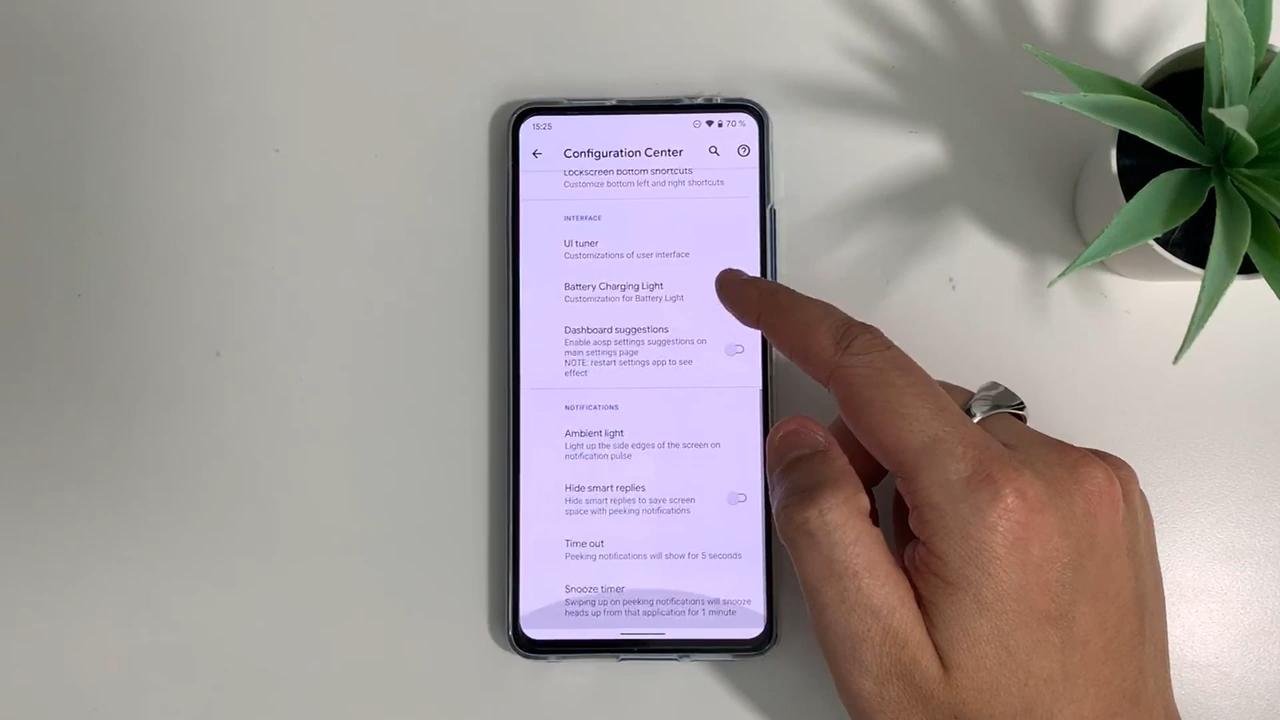 15:25
70 %
Configuration Center
Lockscreen bottom shortcuts
Customize bottom left and right shortcuts
INTERFACE
UI tuner
Customizations of user interface
Battery Charging Light
Customization for Battery Light
Dashboard suggestions
Enable aosp settings suggestions on
main settings page
NOTE: restart settings app to see
effect
NOTIFICATIONS
Ambient light
Light up the side edges of the screen on
notification pulse
Hide smart replies
Hide smart replies to save screen
space with peeking notifications
Time out
Peeking notifications will show for 5 seconds
Snooze timer
Swiping up on peeking notifications will snooze
heads up from that application for 1 minute